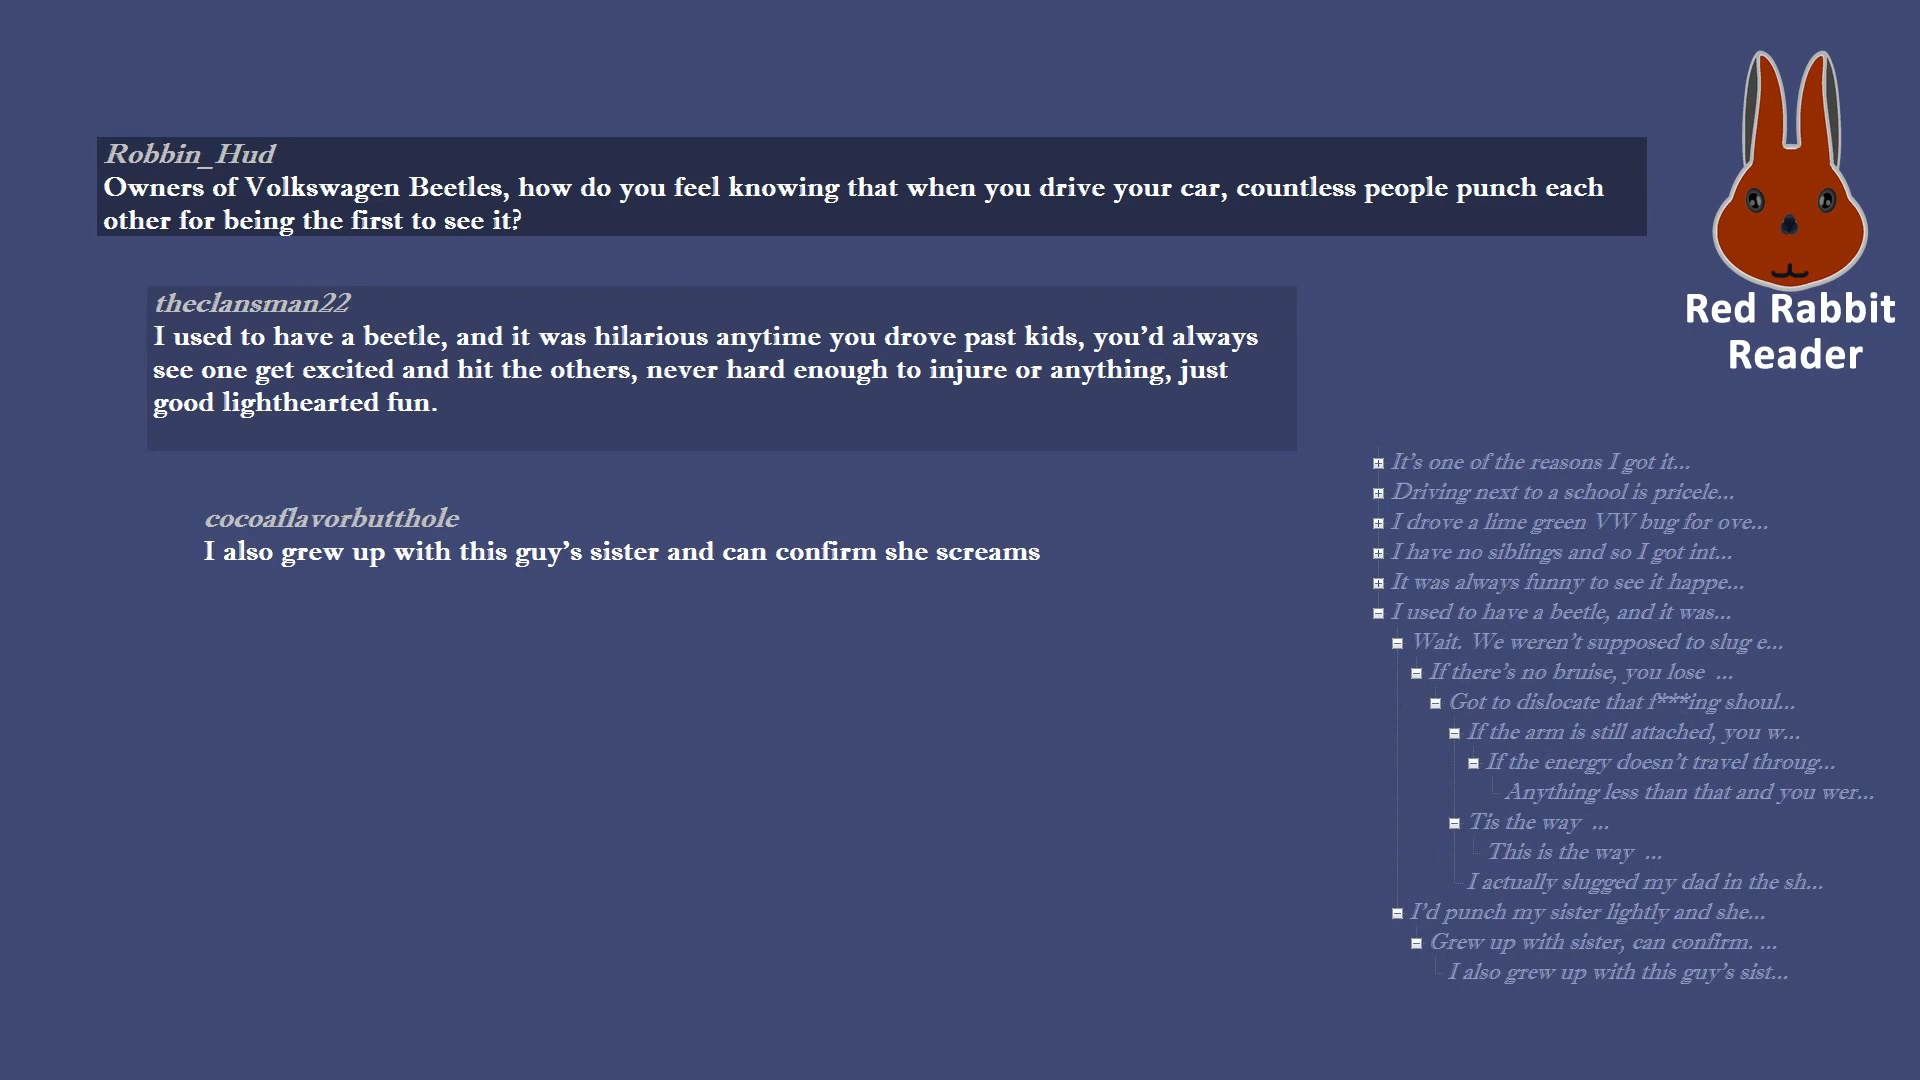 Robbin_Hud
Owners of Volkswagen Beetles, how do you feel knowing that when you drive your car, countless people punch each
other for being the first to see it?
theclansman22
I used to have a beetle, and it was hilarious anytime you drove past kids, you’d always
see one get excited and hit the others, never hard enough to injure or anything, just
good lighthearted fun.
cocoaflavorbutthole
I also grew up with this guy’s sister and can confirm she screams
Red Rabbit
Reader
It’s one of the reasons I got it...
Driving next to a school is pricele...
I drove a lime green VW bug for ove...
I have no siblings and so I got int...
It was always funny to see it happe...
I used to have a beetle, and it was...
Wait. We weren’t supposed to slug e...
If there’s no bruise, you lose ...
Got to dislocate that f***ing shoul...
If the arm is still attached, you w...
If the energy doesn’t travel throug...
Anything less than that and you wer...
Tis the way ...
This is the way ...
I actually slugged my dad in the sh...
I’d punch my sister lightly and she...
Grew up with sister, can confirm. ...
I also grew up with this guy’s sist...